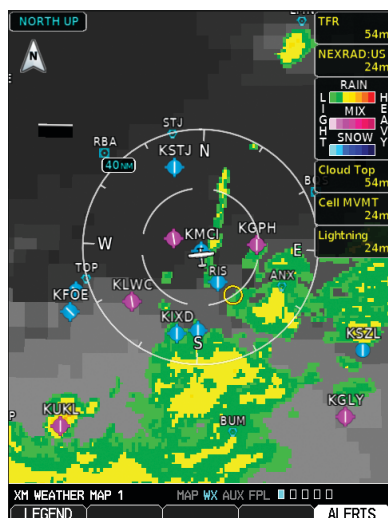 NORTH UP
TFR
54m
NEXRAD:US
24m
N
RAIN
LIGHT
HEAVY
MIX
SNOW
STJ
RBA
KSTJ
N
40NM
Cloud Top
54m
Cell MVMT
24m
Lightning
24m
KMCI
KGPH
W
E
TOP
RIS
ANX
KFOE
KLWC
KIXD
S
KSZL
KUKL
KGLY
BUM
XM WEATHER MAP 1
MAP WX AUX FPL
LEGEND
ALERTS